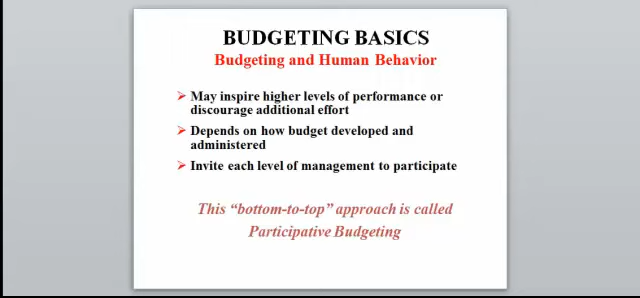 BUDGETING BASICS
Budgeting and Human Behavior
➢ May inspire higher levels of performance or
discourage additional effort
➢ Depends on how budget developed and
administered
➢ Invite each level of management to participate
This “bottom-to-top” approach is called
Participative Budgeting